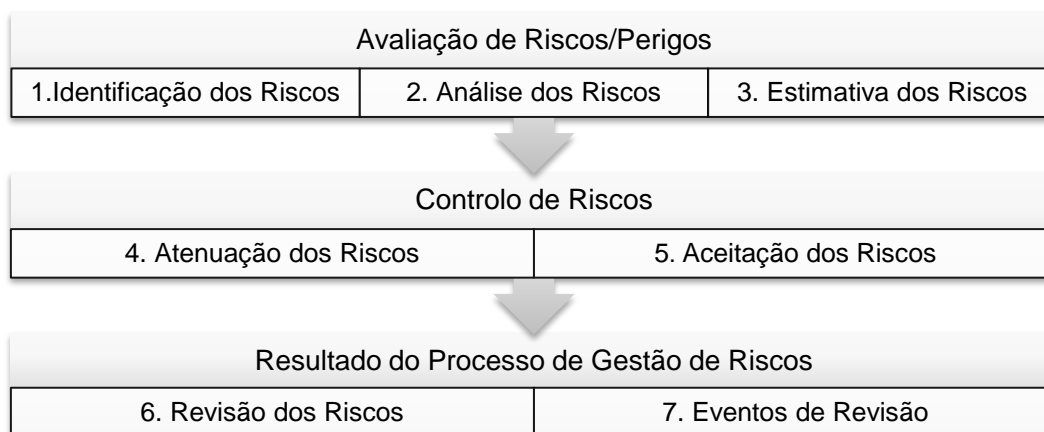 Avaliação de Riscos/Perigos
1.Identificação dos Riscos 2. Análise dos Riscos 3. Estimativa dos Riscos
Controlo de Riscos
4. Atenuação dos Riscos 5. Aceitação dos Riscos
Resultado do Processo de Gestão de Riscos
6. Revisão dos Riscos 7. Eventos de Revisão